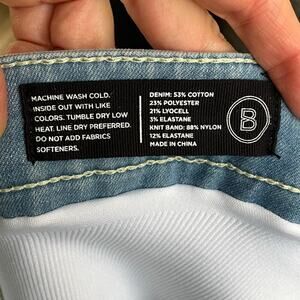 MACHINE WASH COLD.
INSIDE OUT WITH LIKE
COLORS. TUMBLE DRY LOW
HEAT. LINE DRY PREFERRED.
DO NOT ADD FABRICS
SOFTENERS.
DENIM: 53% COTTON
23% POLYESTER
21% LYOCELL
3% ELASTANE
KNIT BAND: 88% NYLON
12% ELASTANE
MADE IN CHINA
B